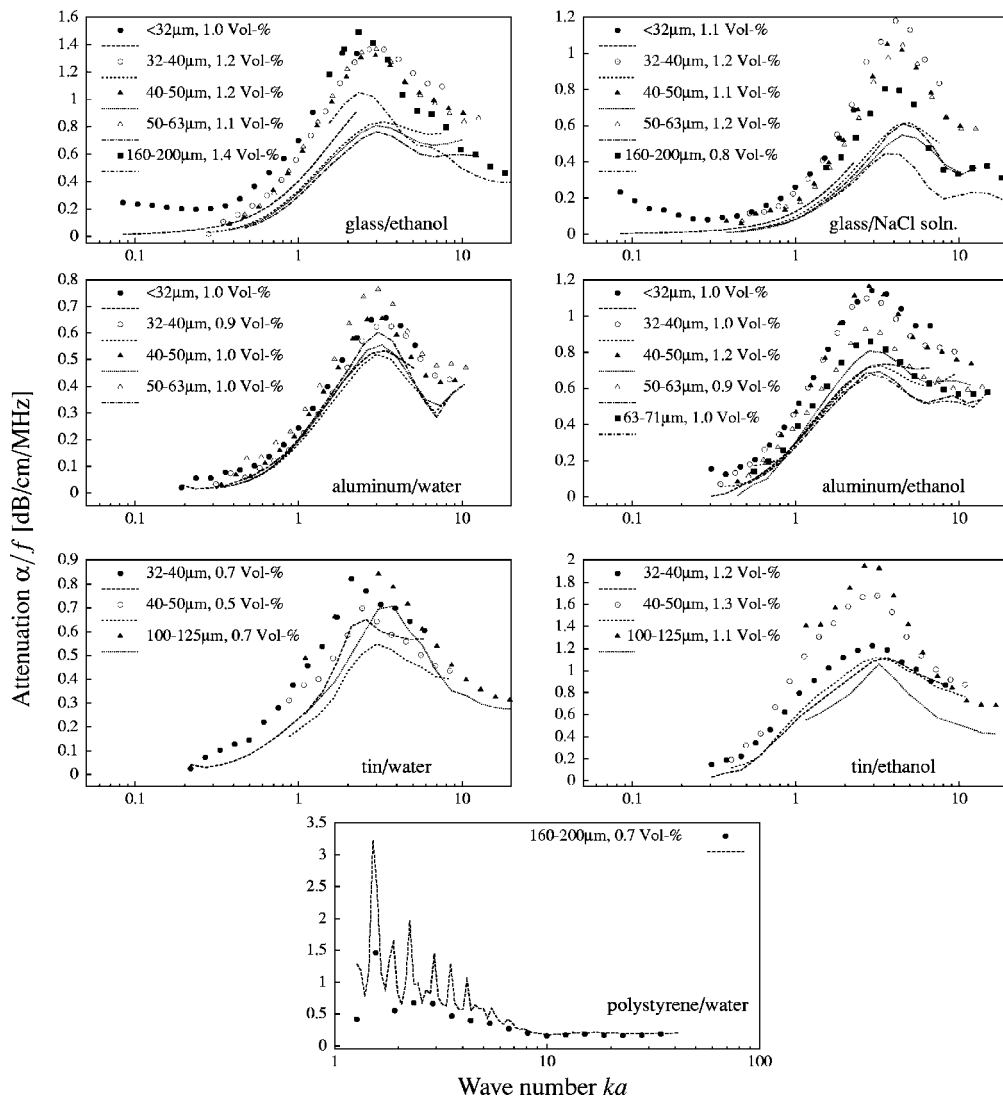 1.6
1.4
1.2
1
0.8
0.6
0.4
0.2
0
<32μm, 1.0 Vol-%
32-40μm, 1.2 Vol-%
40-50μm, 1.2 Vol-%
50-63μm, 1.1 Vol-%
160-200μm, 1.4 Vol-%
glass/ethanol
0.1 1 10
1.2
1
0.8
0.6
0.4
0.2
0
<32μm, 1.1 Vol-%
32-40μm, 1.2 Vol-%
40-50μm, 1.1 Vol-%
50-63μm, 1.2 Vol-%
160-200μm, 0.8 Vol-%
glass/NaCl soln.
0.1 1 10
0.8
0.7
0.6
0.5
0.4
0.3
0.2
0.1
0
<32μm, 1.0 Vol-%
32-40μm, 0.9 Vol-%
40-50μm, 1.0 Vol-%
50-63μm, 1.0 Vol-%
aluminum/water
0.1 1 10
1.2
1
0.8
0.6
0.4
0.2
0
<32μm, 1.0 Vol-%
32-40μm, 1.0 Vol-%
40-50μm, 1.2 Vol-%
50-63μm, 0.9 Vol-%
63-71μm, 1.0 Vol-%
aluminum/ethanol
0.1 1 10
Attenuation α/f [dB/cm/MHz]
0.9
0.8
0.7
0.6
0.5
0.4
0.3
0.2
0.1
0
32-40μm, 0.7 Vol-%
40-50μm, 0.5 Vol-%
100-125μm, 0.7 Vol-%
tin/water
0.1 1 10
2
1.8
1.6
1.4
1.2
1
0.8
0.6
0.4
0.2
0
32-40μm, 1.2 Vol-%
40-50μm, 1.3 Vol-%
100-125μm, 1.1 Vol-%
tin/ethanol
0.1 1 10
3.5
3
2.5
2
1.5
1
0.5
0
160-200μm, 0.7 Vol-%
polystyrene/water
1 10 100
Wave number ka